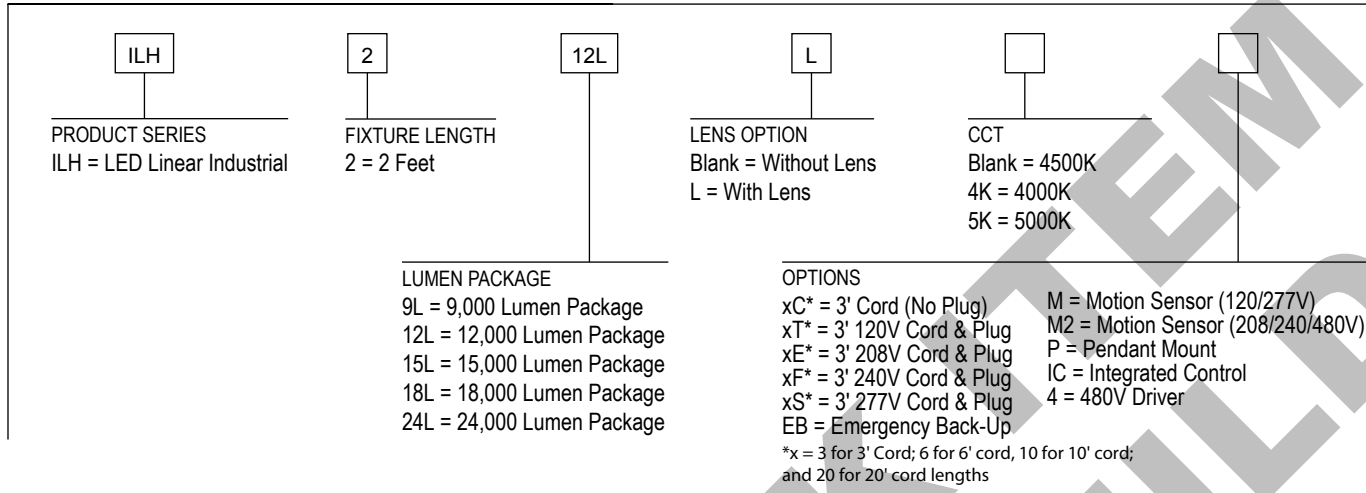 ILH 2 12L L
PRODUCT SERIES
ILH = LED Linear Industrial
FIXTURE LENGTH
2 = 2 Feet
LENS OPTION
Blank = Without Lens
L = With Lens
CCT
Blank = 4500K
4K = 4000K
5K = 5000K
LUMEN PACKAGE
9L = 9,000 Lumen Package
12L = 12,000 Lumen Package
15L = 15,000 Lumen Package
18L = 18,000 Lumen Package
24L = 24,000 Lumen Package
OPTIONS
xC* = 3' Cord (No Plug)
xT* = 3' 120V Cord & Plug
xE* = 3' 208V Cord & Plug
xF* = 3' 240V Cord & Plug
xS* = 3' 277V Cord & Plug
EB = Emergency Back-Up
*x = 3 for 3' Cord; 6 for 6' cord, 10 for 10' cord;
and 20 for 20' cord lengths
M = Motion Sensor (120/277V)
M2 = Motion Sensor (208/240/480V)
P = Pendant Mount
IC = Integrated Control
4 = 480V Driver
ITEM